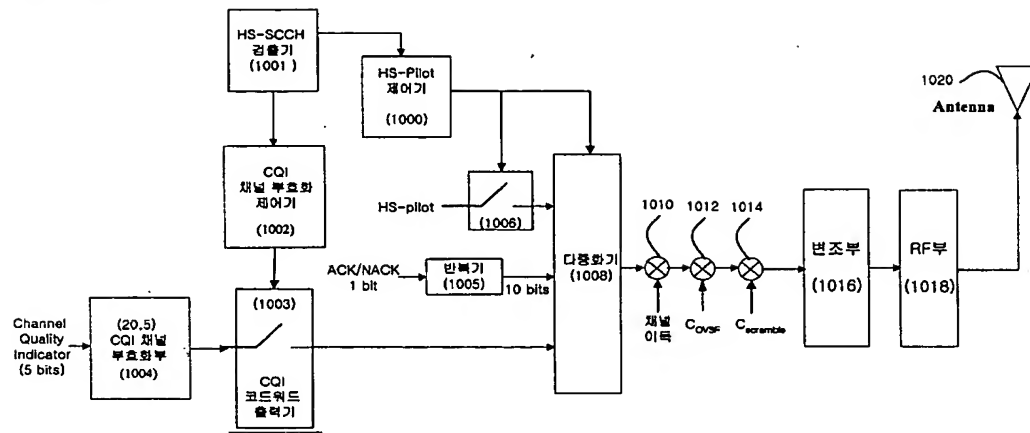 HS-SCCH
검출기
(1001 )
HS-Pilot
제어기
(1000)
1020
Antenna
CQI
채널 부호화
제어기
(1002)
HS-pilot
(1006)
1010
1012
1014
다중화기
(1008)
변조부
(1016)
RF부
(1018)
ACK/NACK
1 bit
반복기
(1005)
10 bits
채널
이득
COVSF
Cscramble
Channel
Quality
Indicator
(5 bits)
(20,5)
CQI 채널
부호화부
(1004)
(1003)
CQI
코드워드
출력기